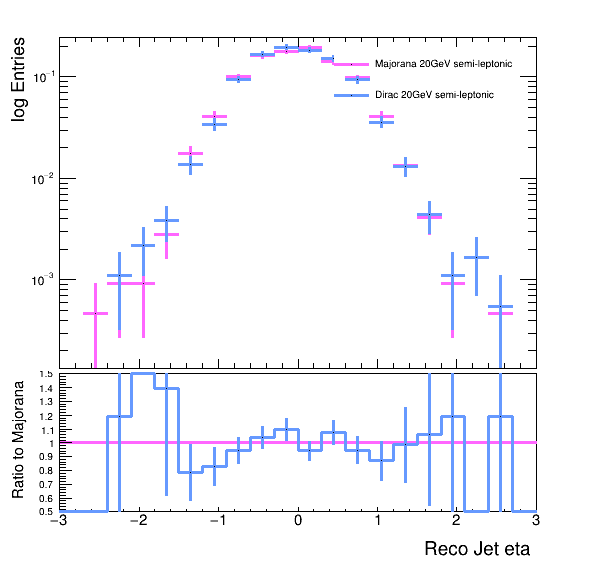 log Entries
10⁻¹
10⁻²
10⁻³
Majorana 20GeV semi-leptonic
Dirac 20GeV semi-leptonic
Ratio to Majorana
1.5
1.4
1.3
1.2
1.1
1
0.9
0.8
0.7
0.6
0.5
−3 −2 −1 0 1 2 3
Reco Jet eta